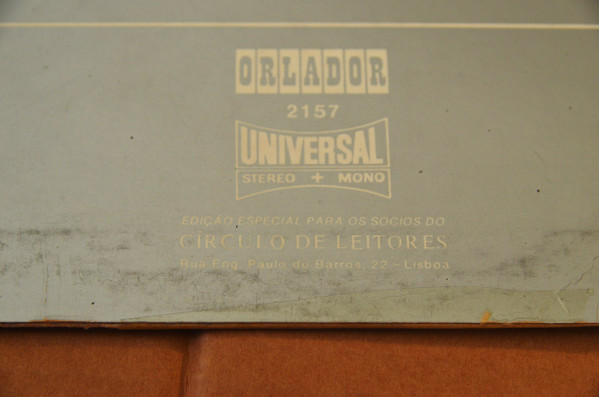 ORLADOR
2157
UNIVERSAL
STEREO + MONO
EDIÇÃO ESPECIAL PARA OS SOCIOS DO
CÍRCULO DE LEITORES
Rua Eng. Paulo de Barros, 22 - Lisboa